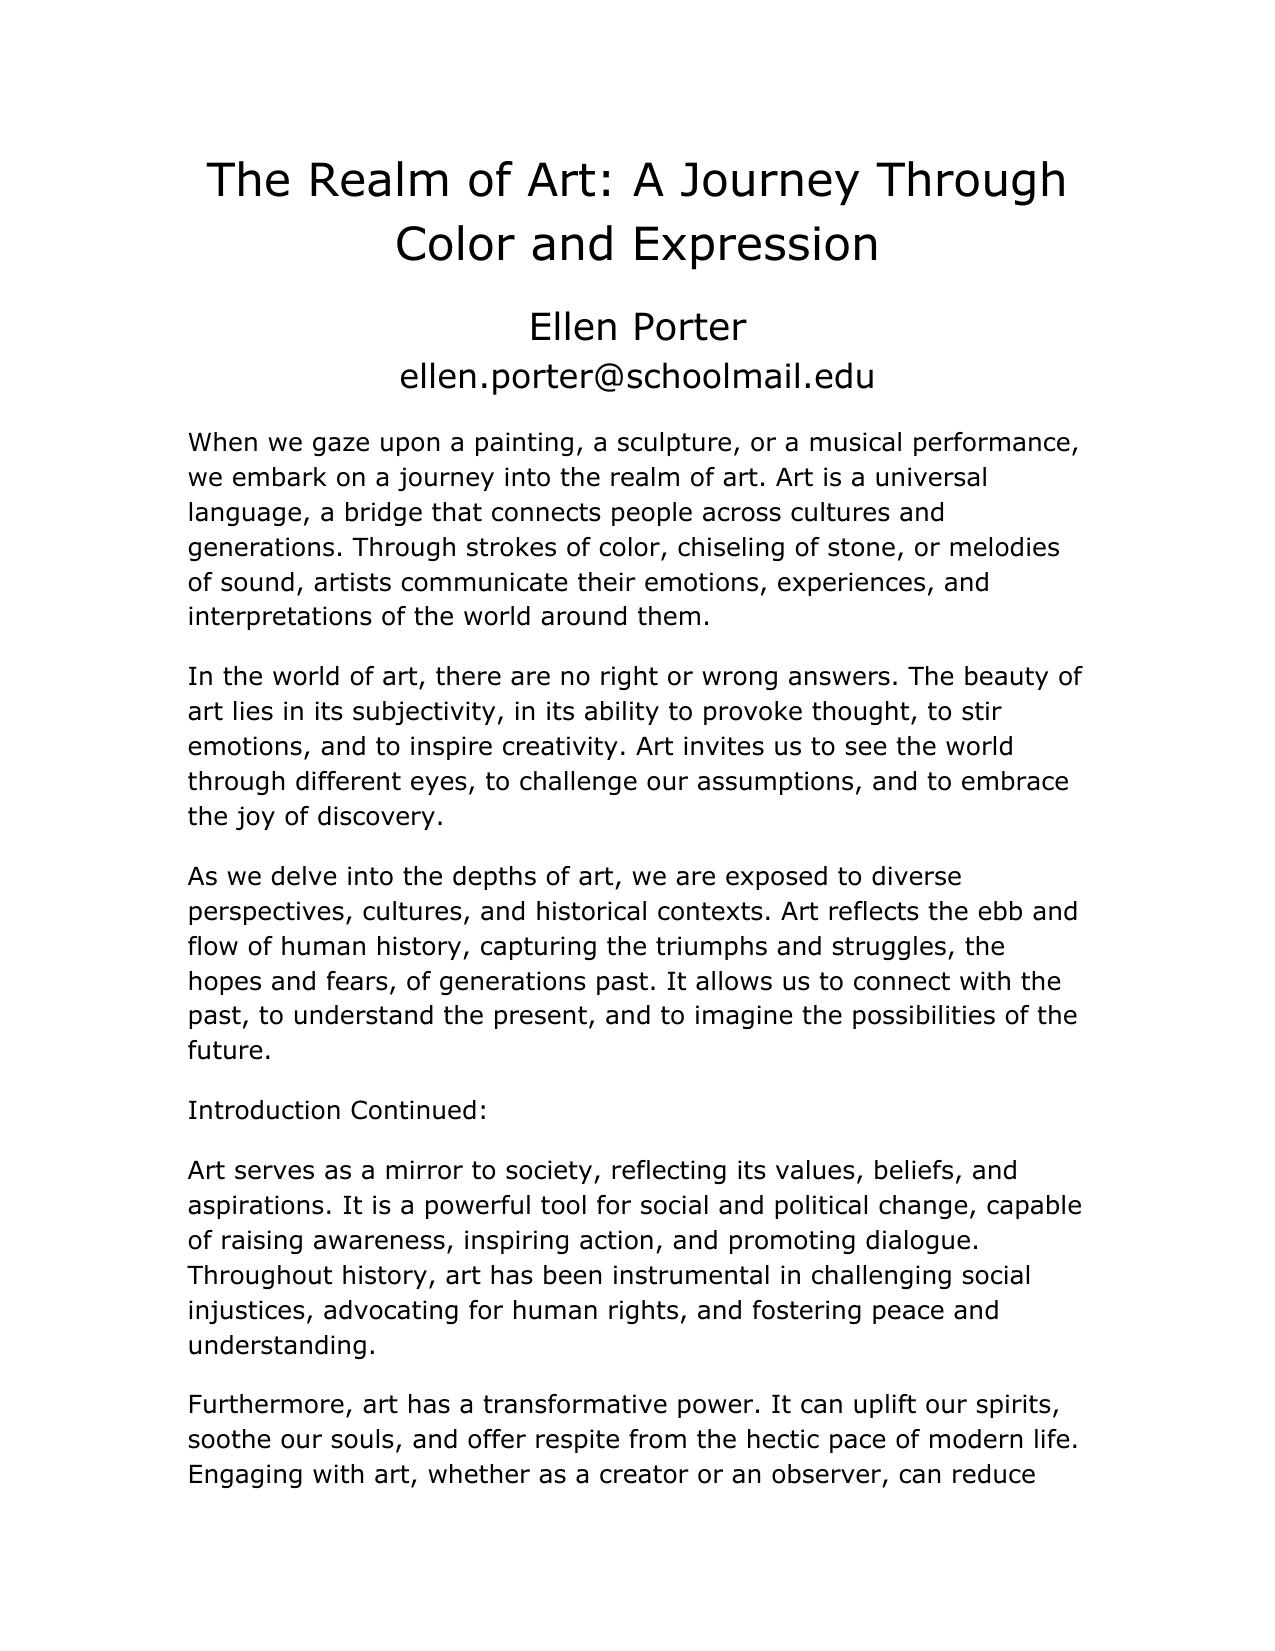 The Realm of Art: A Journey Through
Color and Expression
Ellen Porter
ellen.porter@schoolmail.edu
When we gaze upon a painting, a sculpture, or a musical performance,
we embark on a journey into the realm of art. Art is a universal
language, a bridge that connects people across cultures and
generations. Through strokes of color, chiseling of stone, or melodies
of sound, artists communicate their emotions, experiences, and
interpretations of the world around them.
In the world of art, there are no right or wrong answers. The beauty of
art lies in its subjectivity, in its ability to provoke thought, to stir
emotions, and to inspire creativity. Art invites us to see the world
through different eyes, to challenge our assumptions, and to embrace
the joy of discovery.
As we delve into the depths of art, we are exposed to diverse
perspectives, cultures, and historical contexts. Art reflects the ebb and
flow of human history, capturing the triumphs and struggles, the
hopes and fears, of generations past. It allows us to connect with the
past, to understand the present, and to imagine the possibilities of the
future.
Introduction Continued:
Art serves as a mirror to society, reflecting its values, beliefs, and
aspirations. It is a powerful tool for social and political change, capable
of raising awareness, inspiring action, and promoting dialogue.
Throughout history, art has been instrumental in challenging social
injustices, advocating for human rights, and fostering peace and
understanding.
Furthermore, art has a transformative power. It can uplift our spirits,
soothe our souls, and offer respite from the hectic pace of modern life.
Engaging with art, whether as a creator or an observer, can reduce